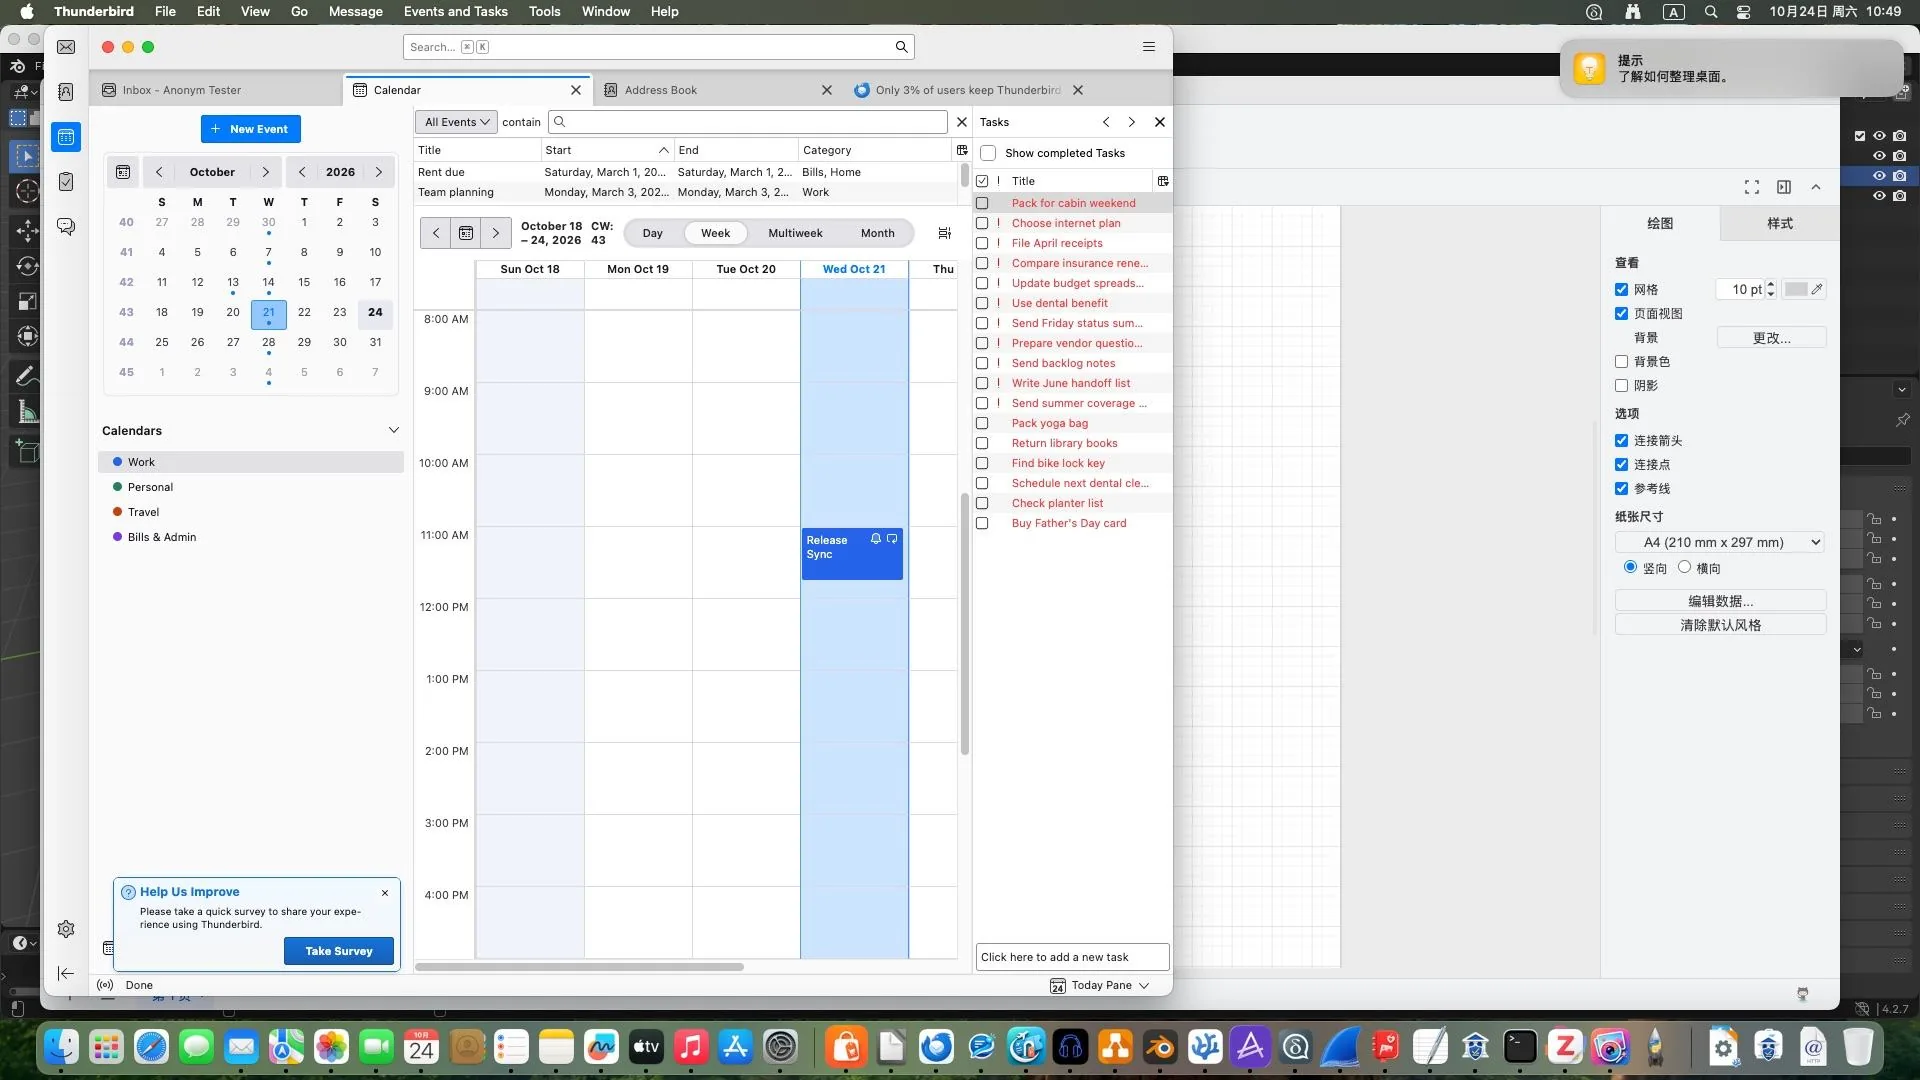 Thunderbird File Edit View Go Message Events and Tasks Tools Window Help
A 10月24日 周六 10:49
提示
了解如何整理桌面。
Search... ⌘ K
Inbox - Anonym Tester
Calendar
Address Book
Only 3% of users keep Thunderbird
New Event
October 2026
S M T W T F S
40 27 28 29 30 1 2 3
41 4 5 6 7 8 9 10
42 11 12 13 14 15 16 17
43 18 19 20 21 22 23 24
44 25 26 27 28 29 30 31
45 1 2 3 4 5 6 7
Calendars
Work
Personal
Travel
Bills & Admin
Help Us Improve
Please take a quick survey to share your expe-
rience using Thunderbird.
Take Survey
Done
All Events contain
Title Start End Category
Rent due Saturday, March 1, 20... Saturday, March 1, 2... Bills, Home
Team planning Monday, March 3, 202... Monday, March 3, 2... Work
October 18 – 24, 2026 CW: 43
Day Week Multiweek Month
Sun Oct 18 Mon Oct 19 Tue Oct 20 Wed Oct 21 Thu
8:00 AM
9:00 AM
10:00 AM
11:00 AM
Release
Sync
12:00 PM
1:00 PM
2:00 PM
3:00 PM
4:00 PM
Tasks
Show completed Tasks
! Title
Pack for cabin weekend
! Choose internet plan
! File April receipts
! Compare insurance rene...
! Update budget spreads...
! Use dental benefit
! Send Friday status sum...
! Prepare vendor questio...
! Send backlog notes
! Write June handoff list
! Send summer coverage ...
Pack yoga bag
Return library books
Find bike lock key
Schedule next dental cle...
Check planter list
Buy Father's Day card
Click here to add a new task
24 Today Pane
绘图 样式
查看
网格 10 pt
页面视图
背景 更改...
背景色
阴影
选项
连接箭头
连接点
参考线
纸张尺寸
A4 (210 mm x 297 mm)
竖向 横向
编辑数据...
清除默认风格
4.2.7
10月
24
tv